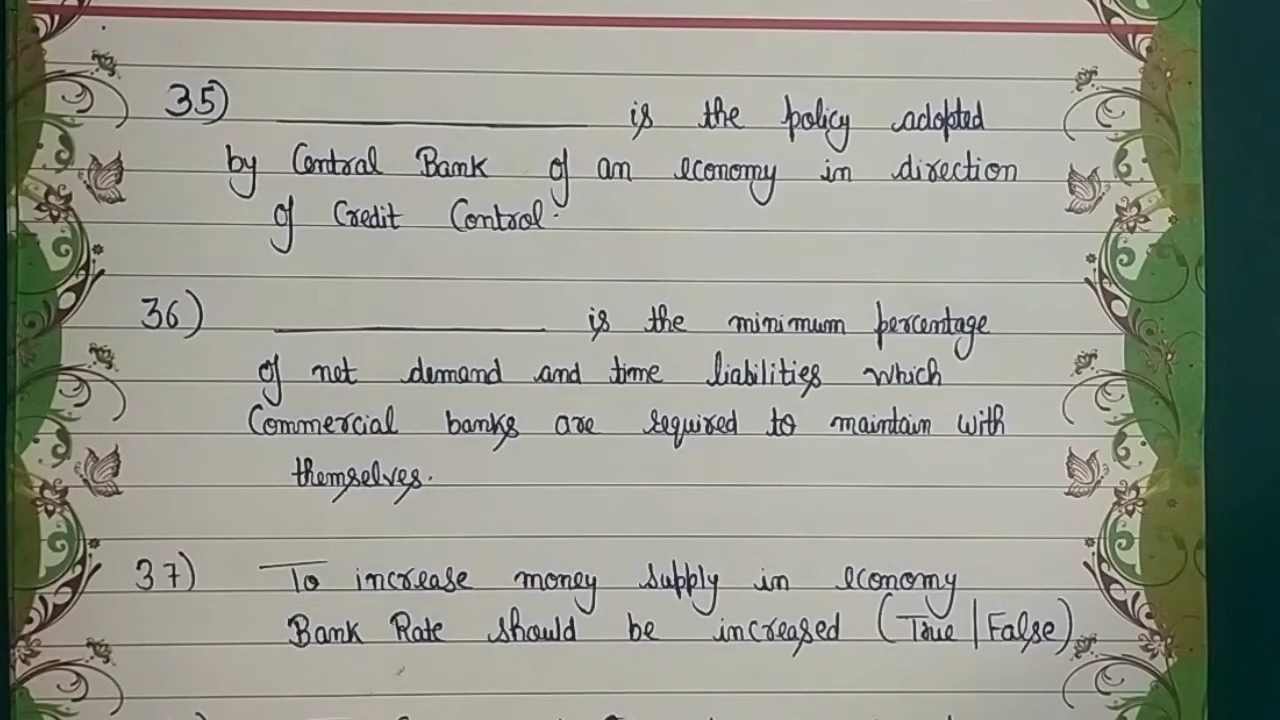 35) ____________ is the policy adopted
by Central Bank of an economy in direction
of Credit Control.
36) ____________ is the minimum percentage
of net demand and time liabilities which
Commercial banks are required to maintain with
themselves.
37) To increase money supply in economy
Bank Rate should be increased (True | False)